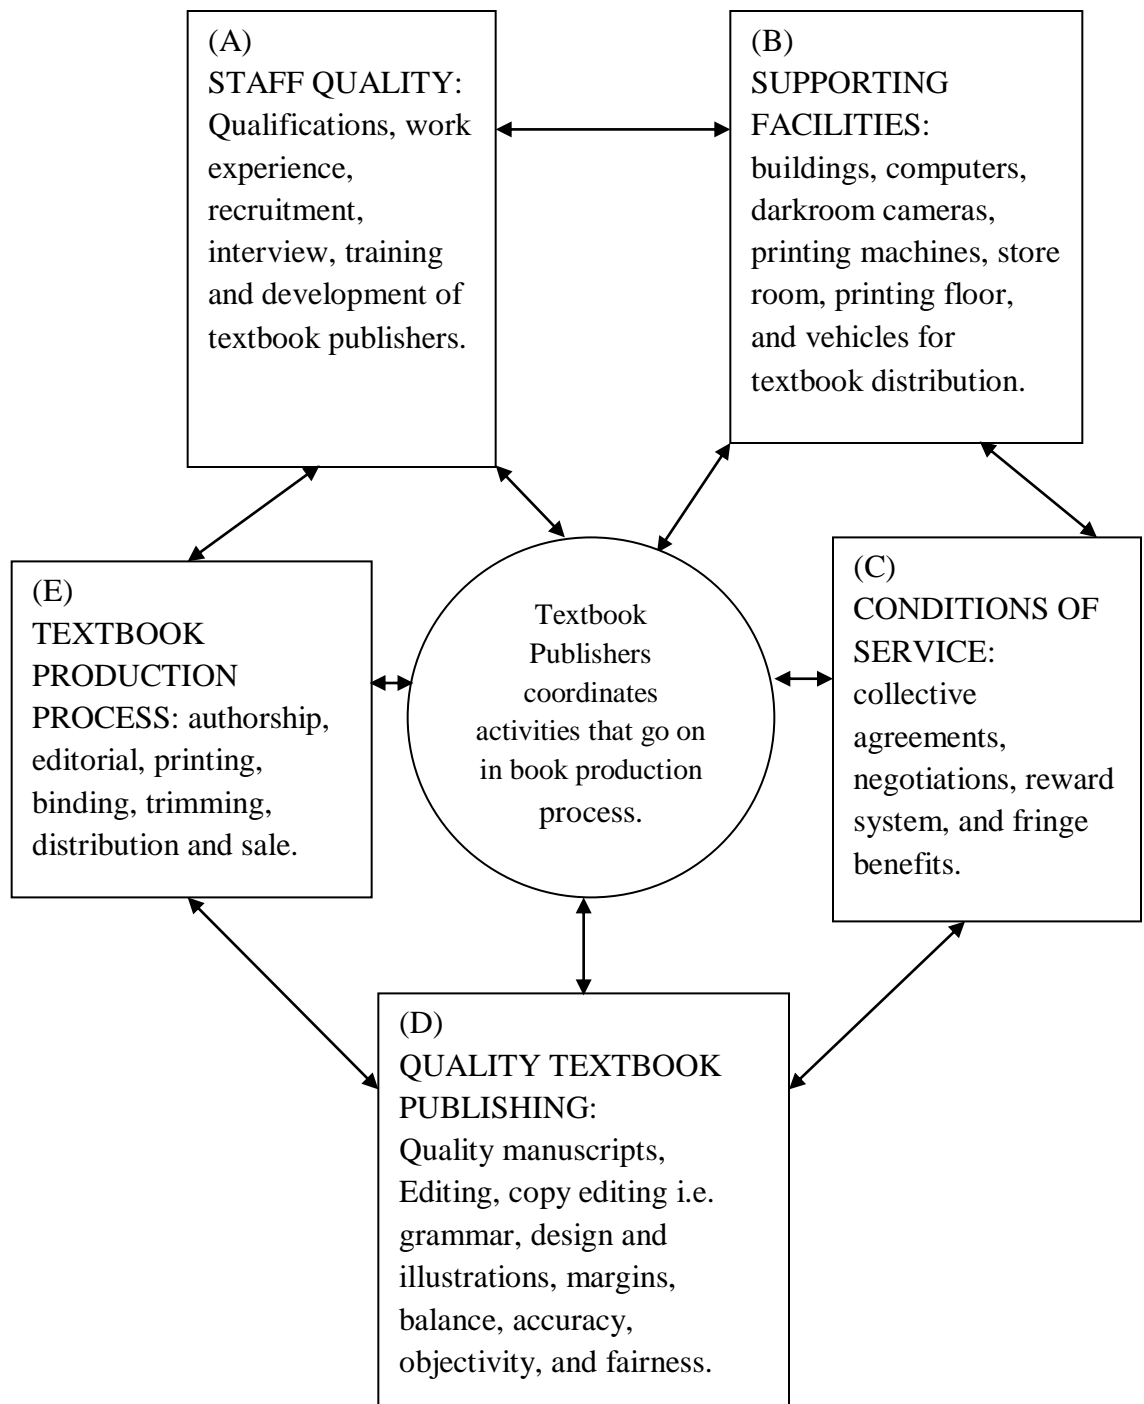 (A)
STAFF QUALITY:
Qualifications, work
experience,
recruitment,
interview, training
and development of
textbook publishers.
(B)
SUPPORTING
FACILITIES:
buildings, computers,
darkroom cameras,
printing machines, store
room, printing floor,
and vehicles for
textbook distribution.
(E)
TEXTBOOK
PRODUCTION
PROCESS: authorship,
editorial, printing,
binding, trimming,
distribution and sale.
Textbook
Publishers
coordinates
activities that go on
in book production
process.
(C)
CONDITIONS OF
SERVICE:
collective
agreements,
negotiations, reward
system, and fringe
benefits.
(D)
QUALITY TEXTBOOK
PUBLISHING:
Quality manuscripts,
Editing, copy editing i.e.
grammar, design and
illustrations, margins,
balance, accuracy,
objectivity, and fairness.